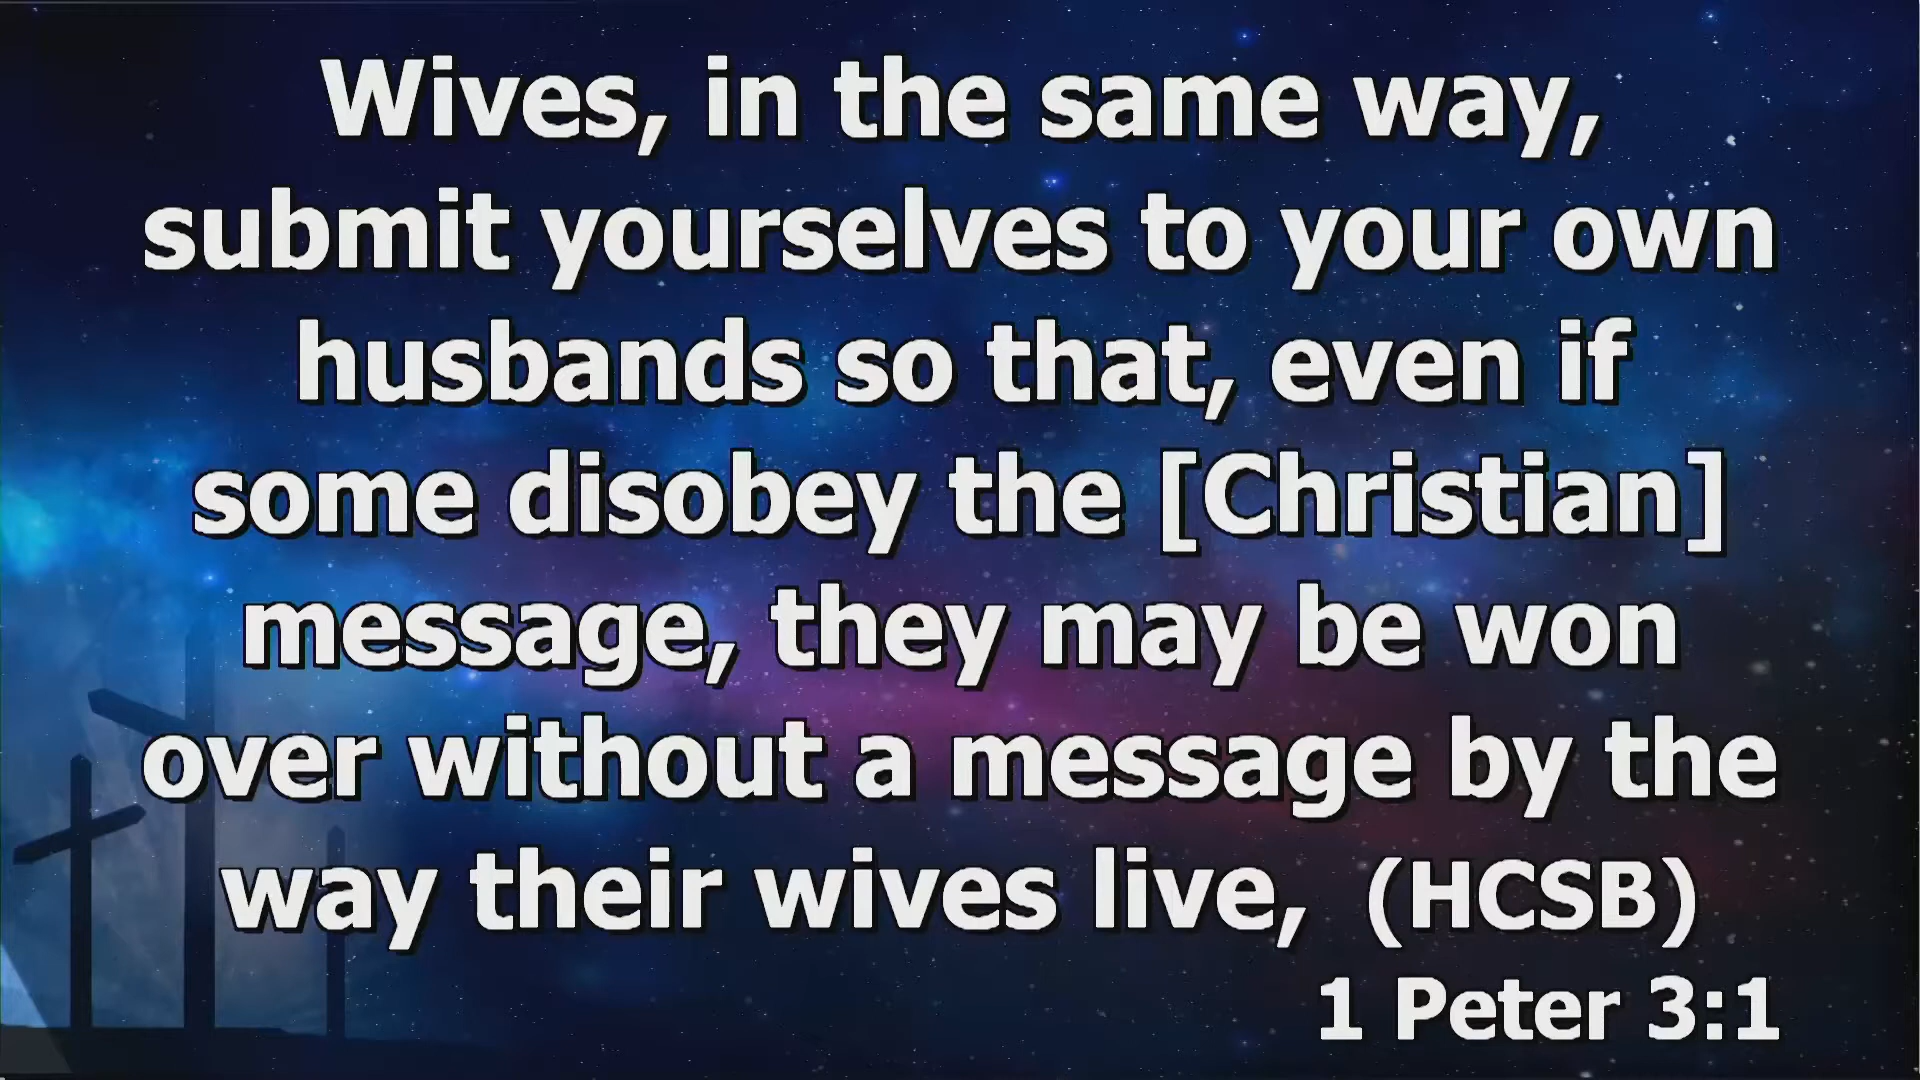 Wives, in the same way,
submit yourselves to your own
husbands so that, even if
some disobey the [Christian]
message, they may be won
over without a message by the
way their wives live, (HCSB)
1 Peter 3:1